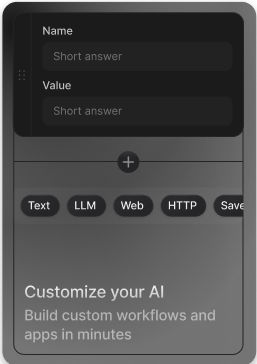 Name
Short answer
Value
Short answer
Text LLM Web HTTP Save
Customize your AI
Build custom workflows and
apps in minutes